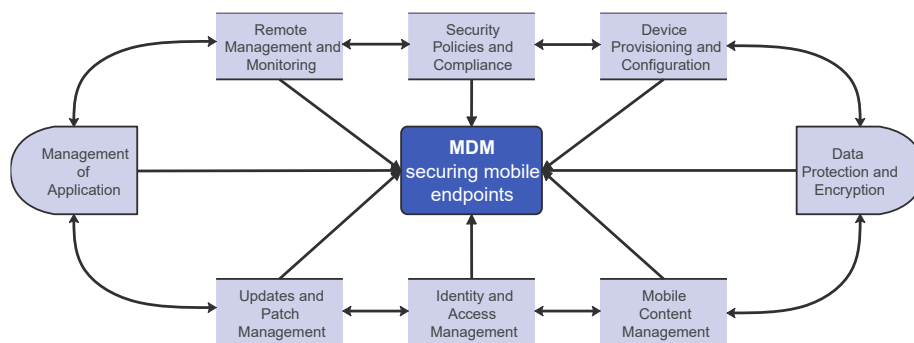 Remote
Management and
Monitoring
Security
Policies and
Compliance
Device
Provisioning and
Configuration
Management
of
Application
MDM
securing mobile
endpoints
Data
Protection and
Encryption
Updates and
Patch
Management
Identity and
Access
Management
Mobile
Content
Management